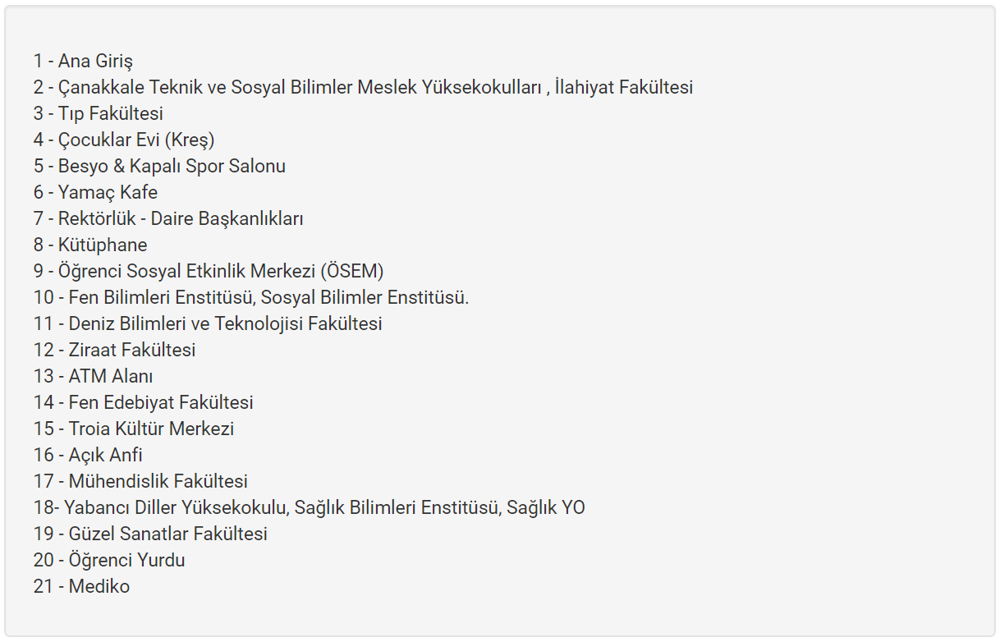 1 - Ana Giriş
2 - Çanakkale Teknik ve Sosyal Bilimler Meslek Yüksekokulları , İlahiyat Fakültesi
3 - Tıp Fakültesi
4 - Çocuklar Evi (Kreş)
5 - Besyo & Kapalı Spor Salonu
6 - Yamaç Kafe
7 - Rektörlük - Daire Başkanlıkları
8 - Kütüphane
9 - Öğrenci Sosyal Etkinlik Merkezi (ÖSEM)
10 - Fen Bilimleri Enstitüsü, Sosyal Bilimler Enstitüsü.
11 - Deniz Bilimleri ve Teknolojisi Fakültesi
12 - Ziraat Fakültesi
13 - ATM Alanı
14 - Fen Edebiyat Fakültesi
15 - Troia Kültür Merkezi
16 - Açık Anfi
17 - Mühendislik Fakültesi
18- Yabancı Diller Yüksekokulu, Sağlık Bilimleri Enstitüsü, Sağlık YO
19 - Güzel Sanatlar Fakültesi
20 - Öğrenci Yurdu
21 - Mediko